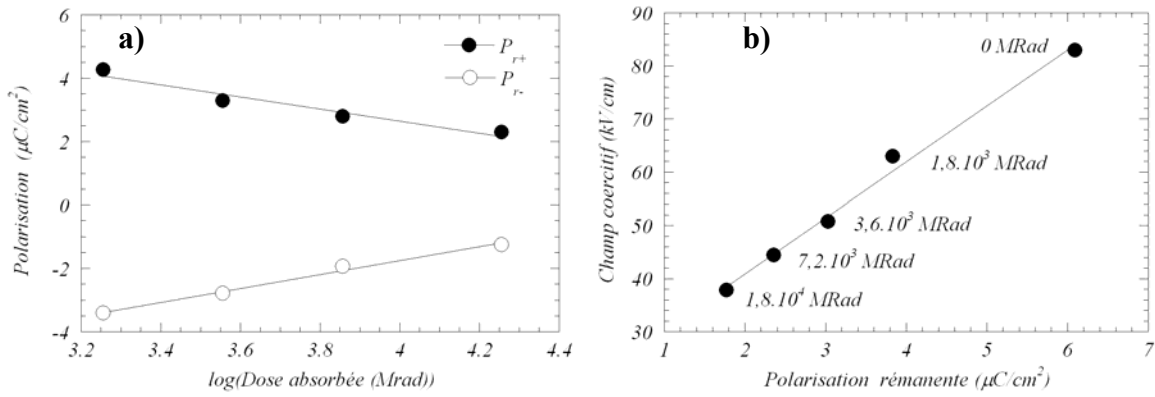 a)
P_{r+}
P_{r-}
Polarisation (µC/cm²)
6
4
2
0
-2
-4
3.2 3.4 3.6 3.8 4 4.2 4.4
log(Dose absorbée (Mrad))
b)
0 MRad
1,8.10³ MRad
3,6.10³ MRad
7,2.10³ MRad
1,8.10⁴ MRad
Champ coercitif (kV/cm)
90
80
70
60
50
40
30
1 2 3 4 5 6 7
Polarisation rémanente (µC/cm²)